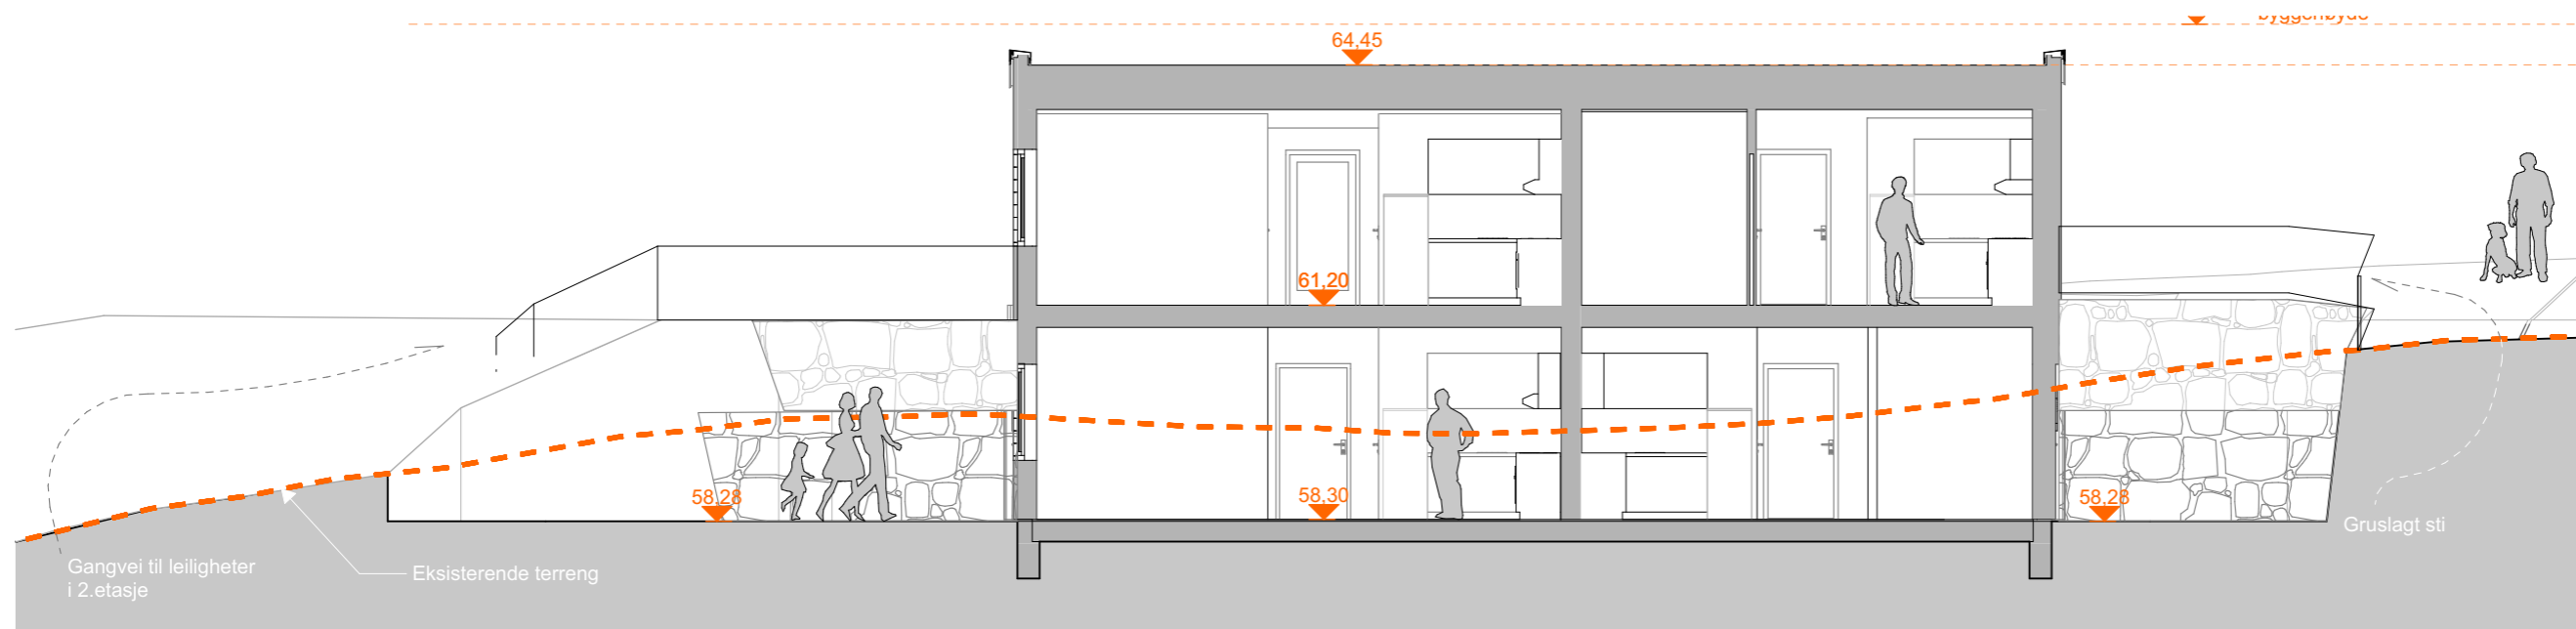 64,45
61,20
58,28
58,30
58,28
Gruslagt sti
Gangvei til leiligheter
i 2.etasje
Eksisterende terreng